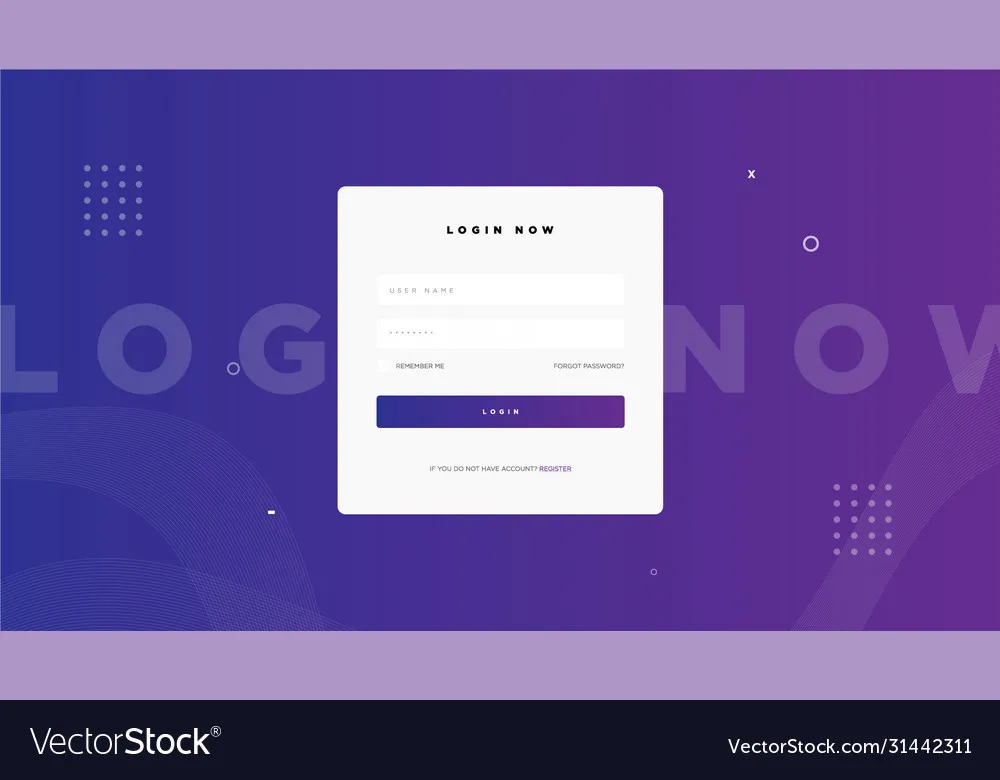 X
LOGIN NOW
LOGIN NOW
USER NAME
REMEMBER ME FORGOT PASSWORD?
LOGIN
IF YOU DO NOT HAVE ACCOUNT? REGISTER
VectorStock®
VectorStock.com/31442311